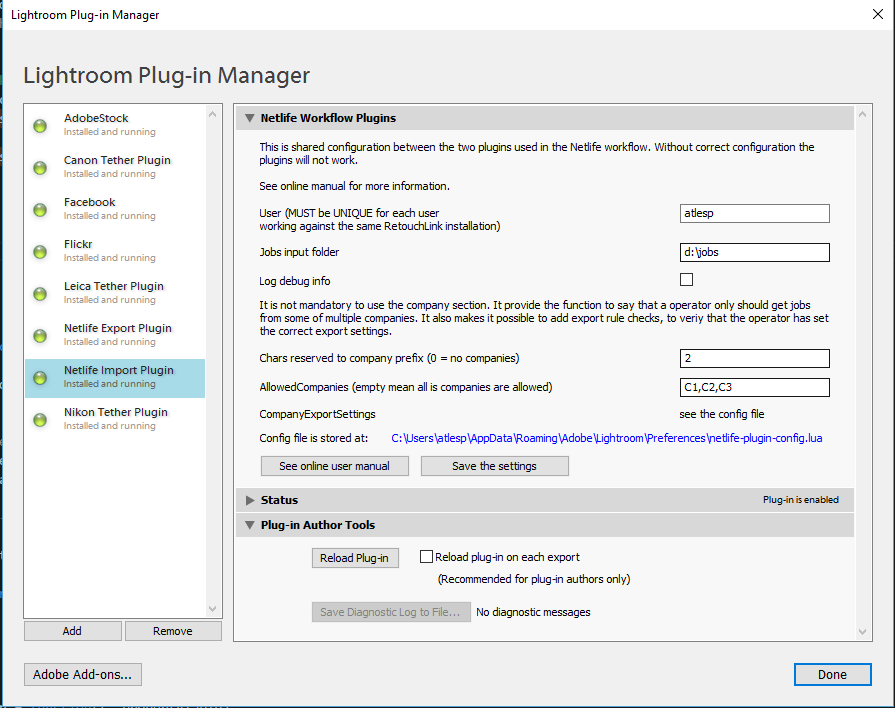 Lightroom Plug-in Manager
Lightroom Plug-in Manager
AdobeStock
Installed and running
Canon Tether Plugin
Installed and running
Facebook
Installed and running
Flickr
Installed and running
Leica Tether Plugin
Installed and running
Netlife Export Plugin
Installed and running
Netlife Import Plugin
Installed and running
Nikon Tether Plugin
Installed and running
Add
Remove
Netlife Workflow Plugins
This is shared configuration between the two plugins used in the Netlife workflow. Without correct configuration the
plugins will not work.
See online manual for more information.
User (MUST be UNIQUE for each user
working against the same RetouchLink installation)
atlesp
Jobs input folder
d:\jobs
Log debug info
It is not mandatory to use the company section. It provide the function to say that a operator only should get jobs
from some of multiple companies. It also makes it possible to add export rule checks, to veriy that the operator has set
the correct export settings.
Chars reserved to company prefix (0 = no companies)
2
AllowedCompanies (empty mean all is companies are allowed)
C1,C2,C3
CompanyExportSettings
see the config file
Config file is stored at:
C:\Users\atlesp\AppData\Roaming\Adobe\Lightroom\Preferences\netlife-plugin-config.lua
See online user manual
Save the settings
Status
Plug-in is enabled
Plug-in Author Tools
Reload Plug-in
Reload plug-in on each export
(Recommended for plug-in authors only)
Save Diagnostic Log to File...
No diagnostic messages
Adobe Add-ons...
Done